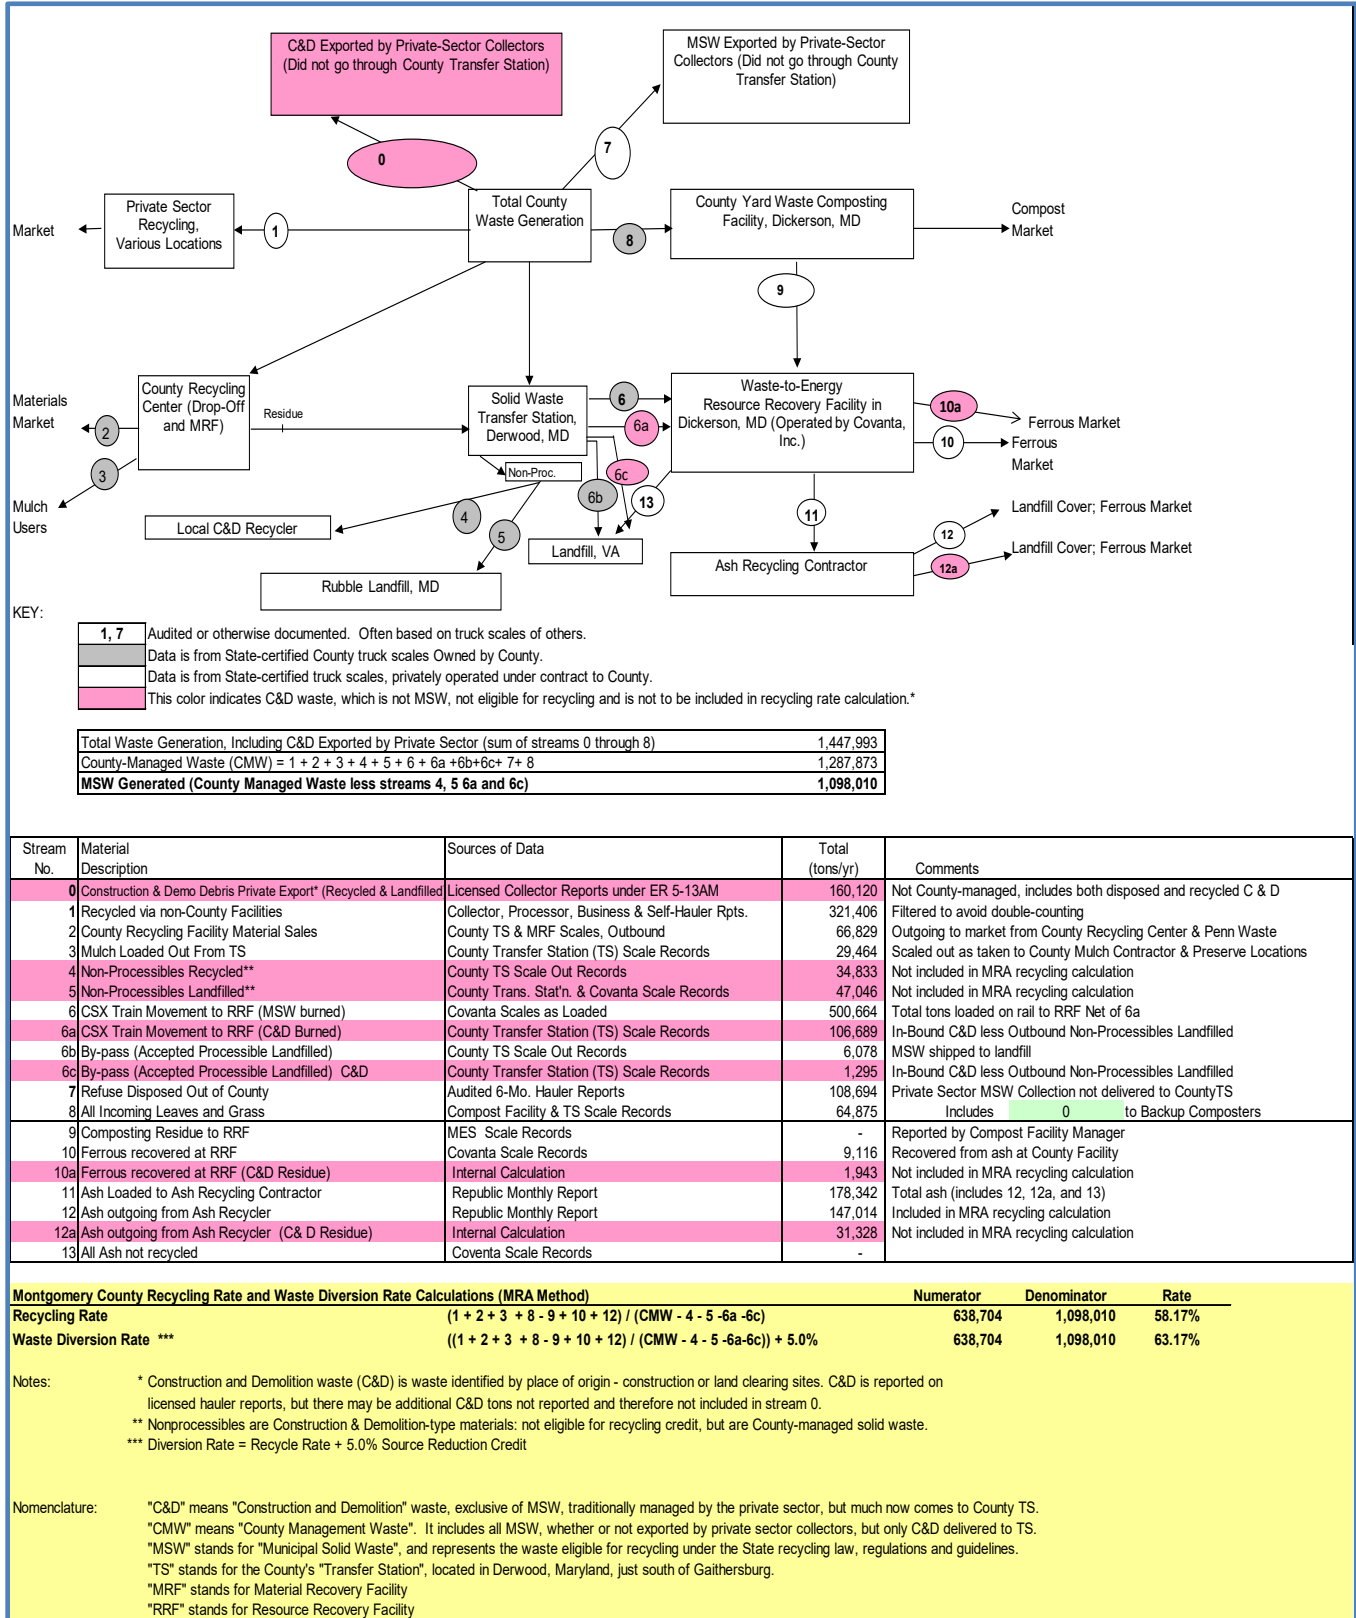 C&D Exported by Private-Sector Collectors
(Did not go through County Transfer Station)
MSW Exported by Private-Sector
Collectors (Did not go through County
Transfer Station)
0
7
Market
Private Sector
Recycling,
Various Locations
1
Total County
Waste Generation
8
County Yard Waste Composting
Facility, Dickerson, MD
Compost
Market
9
Materials
Market
2
County Recycling
Center (Drop-Off
and MRF)
Residue
Solid Waste
Transfer Station,
Derwood, MD
6
6a
Waste-to-Energy
Resource Recovery Facility in
Dickerson, MD (Operated by Covanta,
Inc.)
10a
Ferrous Market
10
Ferrous
Market
3
Mulch
Users
Non-Proc.
6b
6c
13
11
4
5
Local C&D Recycler
Landfill, VA
Rubble Landfill, MD
Ash Recycling Contractor
12
Landfill Cover; Ferrous Market
12a
Landfill Cover; Ferrous Market
KEY:
1, 7 Audited or otherwise documented. Often based on truck scales of others.
Data is from State-certified County truck scales Owned by County.
Data is from State-certified truck scales, privately operated under contract to County.
This color indicates C&D waste, which is not MSW, not eligible for recycling and is not to be included in recycling rate calculation.*
Total Waste Generation, Including C&D Exported by Private Sector (sum of streams 0 through 8) 1,447,993
County-Managed Waste (CMW) = 1 + 2 + 3 + 4 + 5 + 6 + 6a +6b+6c+ 7+ 8 1,287,873
MSW Generated (County Managed Waste less streams 4, 5 6a and 6c) 1,098,010
Stream Material Sources of Data Total
No. Description (tons/yr) Comments
0 Construction & Demo Debris Private Export* (Recycled & Landfilled Licensed Collector Reports under ER 5-13AM 160,120 Not County-managed, includes both disposed and recycled C & D
1 Recycled via non-County Facilities Collector, Processor, Business & Self-Hauler Rpts. 321,406 Filtered to avoid double-counting
2 County Recycling Facility Material Sales County TS & MRF Scales, Outbound 66,829 Outgoing to market from County Recycling Center & Penn Waste
3 Mulch Loaded Out From TS County Transfer Station (TS) Scale Records 29,464 Scaled out as taken to County Mulch Contractor & Preserve Locations
4 Non-Processibles Recycled** County TS Scale Out Records 34,833 Not included in MRA recycling calculation
5 Non-Processibles Landfilled** County Trans. Stat'n. & Covanta Scale Records 47,046 Not included in MRA recycling calculation
6 CSX Train Movement to RRF (MSW burned) Covanta Scales as Loaded 500,664 Total tons loaded on rail to RRF Net of 6a
6a CSX Train Movement to RRF (C&D Burned) County Transfer Station (TS) Scale Records 106,689 In-Bound C&D less Outbound Non-Processibles Landfilled
6b By-pass (Accepted Processible Landfilled) County TS Scale Out Records 6,078 MSW shipped to landfill
6c By-pass (Accepted Processible Landfilled) C&D County Transfer Station (TS) Scale Records 1,295 In-Bound C&D less Outbound Non-Processibles Landfilled
7 Refuse Disposed Out of County Audited 6-Mo. Hauler Reports 108,694 Private Sector MSW Collection not delivered to CountyTS
8 All Incoming Leaves and Grass Compost Facility & TS Scale Records 64,875 Includes 0 to Backup Composters
9 Composting Residue to RRF MES Scale Records - Reported by Compost Facility Manager
10 Ferrous recovered at RRF Covanta Scale Records 9,116 Recovered from ash at County Facility
10a Ferrous recovered at RRF (C&D Residue) Internal Calculation 1,943 Not included in MRA recycling calculation
11 Ash Loaded to Ash Recycling Contractor Republic Monthly Report 178,342 Total ash (includes 12, 12a, and 13)
12 Ash outgoing from Ash Recycler Republic Monthly Report 147,014 Included in MRA recycling calculation
12a Ash outgoing from Ash Recycler (C& D Residue) Internal Calculation 31,328 Not included in MRA recycling calculation
13 All Ash not recycled Coventa Scale Records -
Montgomery County Recycling Rate and Waste Diversion Rate Calculations (MRA Method) Numerator Denominator Rate
Recycling Rate (1 + 2 + 3 + 8 - 9 + 10 + 12) / (CMW - 4 - 5 -6a -6c) 638,704 1,098,010 58.17%
Waste Diversion Rate *** ((1 + 2 + 3 + 8 - 9 + 10 + 12) / (CMW - 4 - 5 -6a-6c)) + 5.0% 638,704 1,098,010 63.17%
Notes: * Construction and Demolition waste (C&D) is waste identified by place of origin - construction or land clearing sites. C&D is reported on
licensed hauler reports, but there may be additional C&D tons not reported and therefore not included in stream 0.
** Nonprocessibles are Construction & Demolition-type materials: not eligible for recycling credit, but are County-managed solid waste.
*** Diversion Rate = Recycle Rate + 5.0% Source Reduction Credit
Nomenclature: "C&D" means "Construction and Demolition" waste, exclusive of MSW, traditionally managed by the private sector, but much now comes to County TS.
"CMW" means "County Management Waste". It includes all MSW, whether or not exported by private sector collectors, but only C&D delivered to TS.
"MSW" stands for "Municipal Solid Waste", and represents the waste eligible for recycling under the State recycling law, regulations and guidelines.
"TS" stands for the County's "Transfer Station", located in Derwood, Maryland, just south of Gaithersburg.
"MRF" stands for Material Recovery Facility
"RRF" stands for Resource Recovery Facility